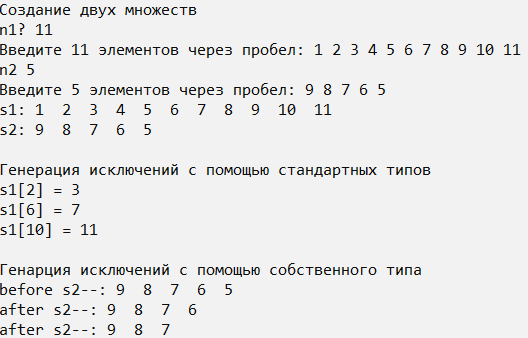 Создание двух множеств
n1? 11
Введите 11 элементов через пробел: 1 2 3 4 5 6 7 8 9 10 11
n2 5
Введите 5 элементов через пробел: 9 8 7 6 5
s1: 1  2  3  4  5  6  7  8  9  10  11
s2: 9  8  7  6  5
Генерация исключений с помощью стандартных типов
s1[2] = 3
s1[6] = 7
s1[10] = 11
Генарция исключений с помощью собственного типа
before s2--: 9  8  7  6  5
after s2--: 9  8  7  6
after s2--: 9  8  7